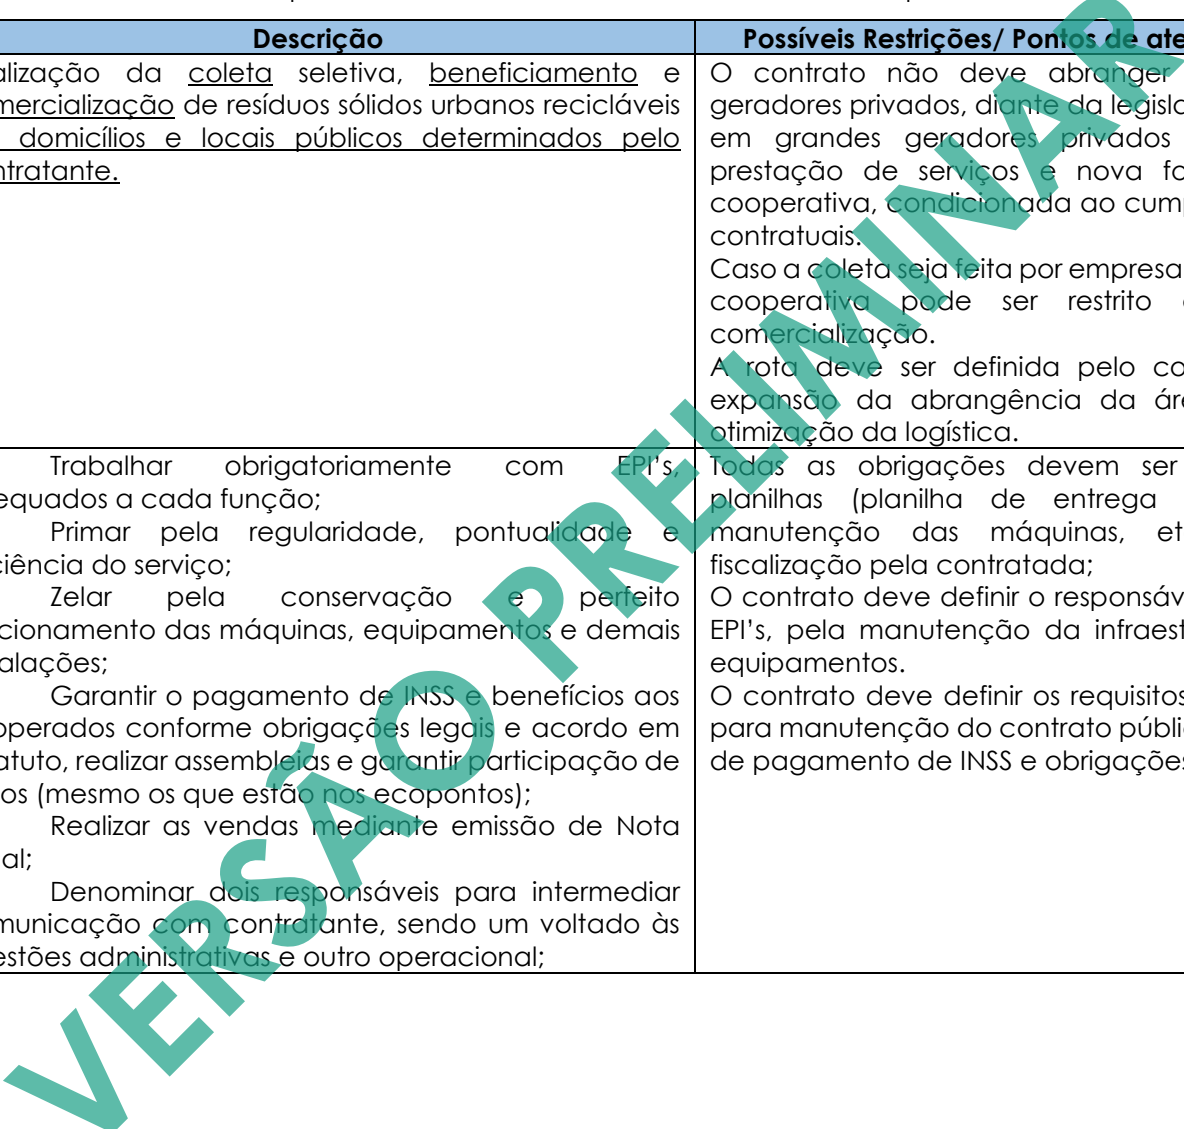 Descrição
Possíveis Restrições/ Pontos de ate
alização da coleta seletiva, beneficiamento e
mercialização de resíduos sólidos urbanos recicláveis
domicílios e locais públicos determinados pelo
ntratante.
O contrato não deve abranger
geradores privados, diante da legisla
em grandes geradores privados
prestação de serviços e nova fo
cooperativa, condicionada ao cump
contratuais.
Caso a coleta seja feita por empresa
cooperativa pode ser restrito
comercialização.
A rota deve ser definida pelo co
expansão da abrangência da áre
otimização da logística.
Trabalhar obrigatoriamente com EPI's,
equados a cada função;
Primar pela regularidade, pontualidade e
ciência do serviço;
Zelar pela conservação e perfeito
cionamento das máquinas, equipamentos e demais
alações;
Garantir o pagamento de INSS e benefícios aos
operados conforme obrigações legais e acordo em
atuto, realizar assembleias e garantir participação de
os (mesmo os que estão nos ecopontos);
Realizar as vendas mediante emissão de Nota
al;
Denominar dois responsáveis para intermediar
municação com contratante, sendo um voltado às
estões administrativas e outro operacional;
Todas as obrigações devem ser
planilhas (planilha de entrega
manutenção das máquinas, et
fiscalização pela contratada;
O contrato deve definir o responsáv
EPI's, pela manutenção da infraest
equipamentos.
O contrato deve definir os requisitos
para manutenção do contrato públic
de pagamento de INSS e obrigações
VERSÃO PRELIMINAR